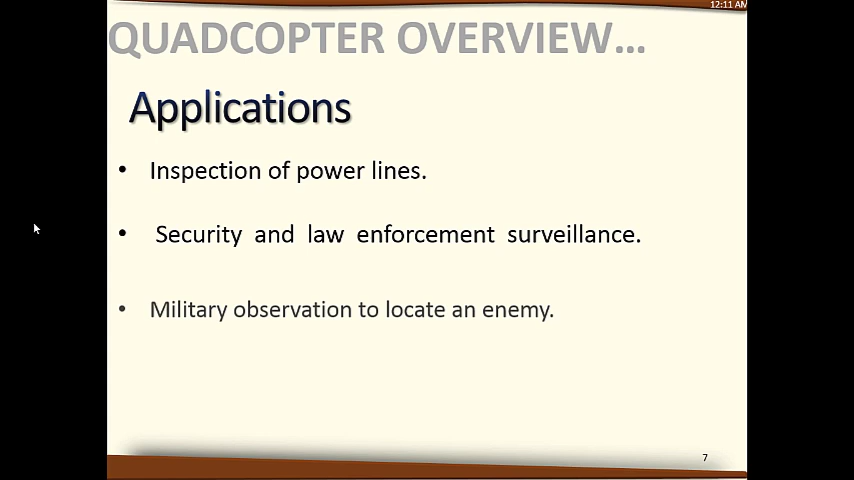 12:11 AM
QUADCOPTER OVERVIEW...
Applications
• Inspection of power lines.
• Security and law enforcement surveillance.
• Military observation to locate an enemy.
7